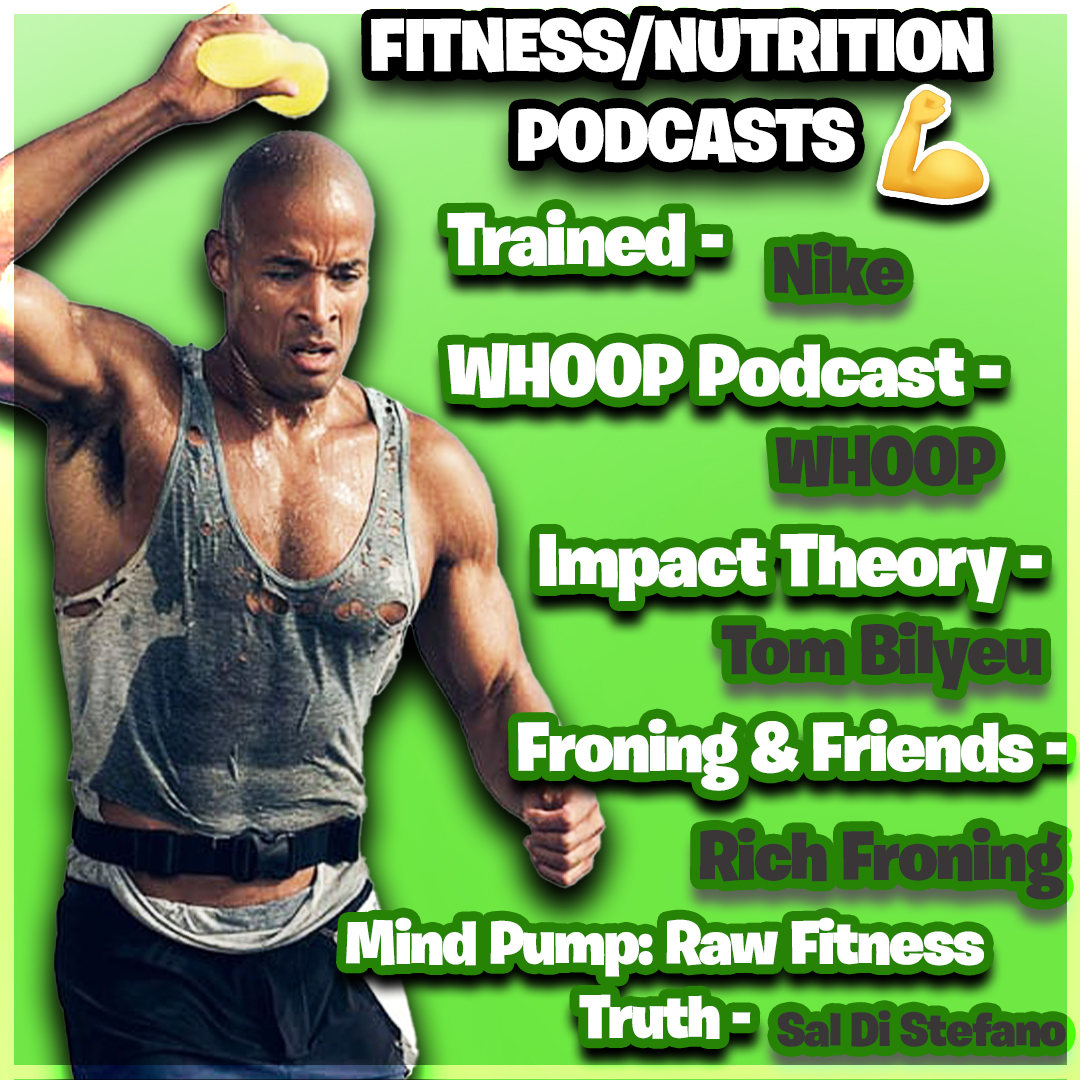 FITNESS/NUTRITION
PODCASTS 💪
Trained - Nike
WHOOP Podcast -
WHOOP
Impact Theory -
Tom Bilyeu
Froning & Friends -
Rich Froning
Mind Pump: Raw Fitness
Truth - Sal Di Stefano